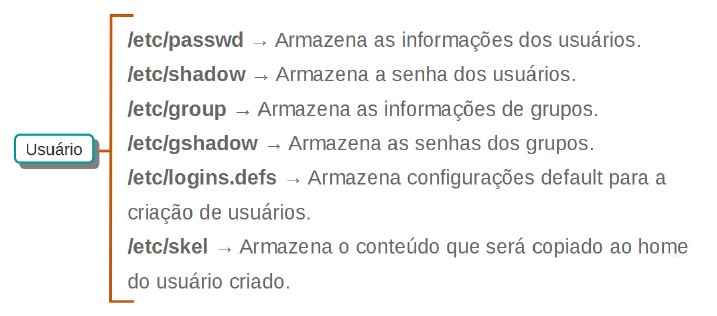 /etc/passwd → Armazena as informações dos usuários.
/etc/shadow → Armazena a senha dos usuários.
/etc/group → Armazena as informações de grupos.
Usuário
/etc/gshadow → Armazena as senhas dos grupos.
/etc/logins.defs → Armazena configurações default para a
criação de usuários.
/etc/skel → Armazena o conteúdo que será copiado ao home
do usuário criado.